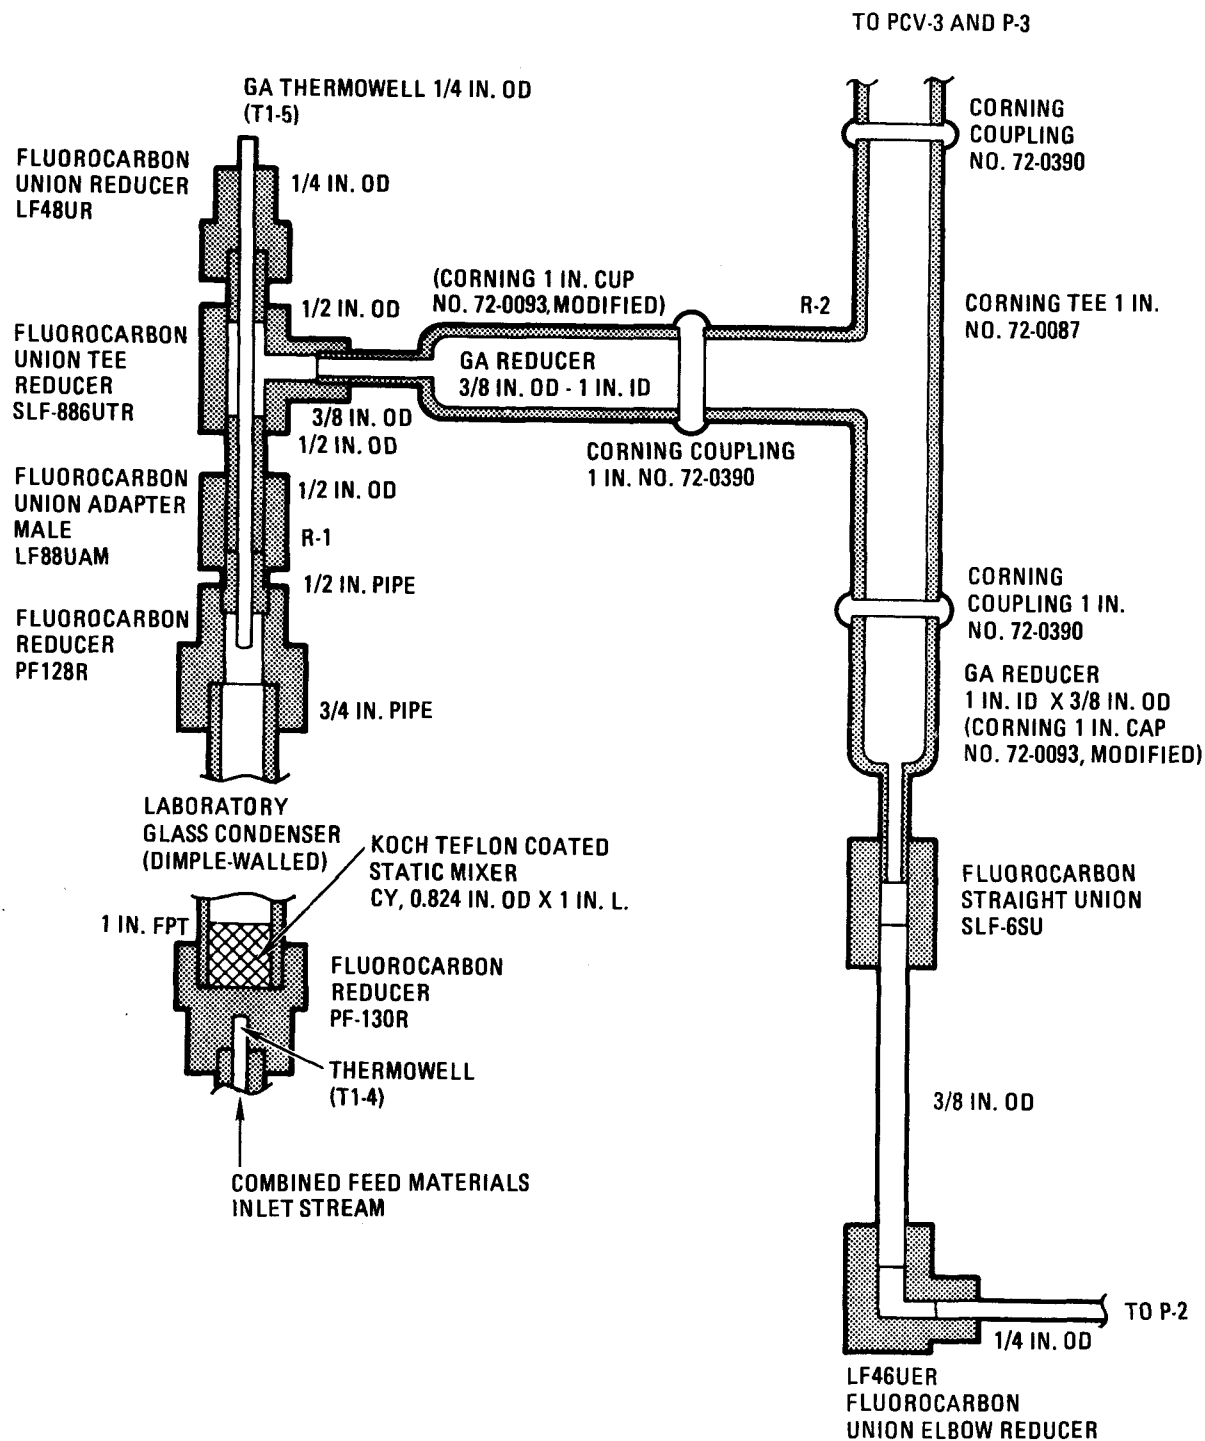 TO PCV-3 AND P-3
GA THERMOWELL 1/4 IN. OD
(T1-5)
FLUOROCARBON
UNION REDUCER
LF48UR
1/4 IN. OD
CORNING
COUPLING
NO. 72-0390
(CORNING 1 IN. CUP
NO. 72-0093, MODIFIED)
R-2
1/2 IN. OD
CORNING TEE 1 IN.
NO. 72-0087
FLUOROCARBON
UNION TEE
REDUCER
SLF-886UTR
GA REDUCER
3/8 IN. OD - 1 IN. ID
3/8 IN. OD
1/2 IN. OD
CORNING COUPLING
1 IN. NO. 72-0390
FLUOROCARBON
UNION ADAPTER
MALE
LF88UAM
1/2 IN. OD
R-1
1/2 IN. PIPE
CORNING
COUPLING 1 IN.
NO. 72-0390
FLUOROCARBON
REDUCER
PF128R
3/4 IN. PIPE
GA REDUCER
1 IN. ID X 3/8 IN. OD
(CORNING 1 IN. CAP
NO. 72-0093, MODIFIED)
LABORATORY
GLASS CONDENSER
(DIMPLE-WALLED)
KOCH TEFLON COATED
STATIC MIXER
CY, 0.824 IN. OD X 1 IN. L.
1 IN. FPT
FLUOROCARBON
STRAIGHT UNION
SLF-6SU
FLUOROCARBON
REDUCER
PF-130R
THERMOWELL
(T1-4)
3/8 IN. OD
COMBINED FEED MATERIALS
INLET STREAM
TO P-2
1/4 IN. OD
LF46UER
FLUOROCARBON
UNION ELBOW REDUCER